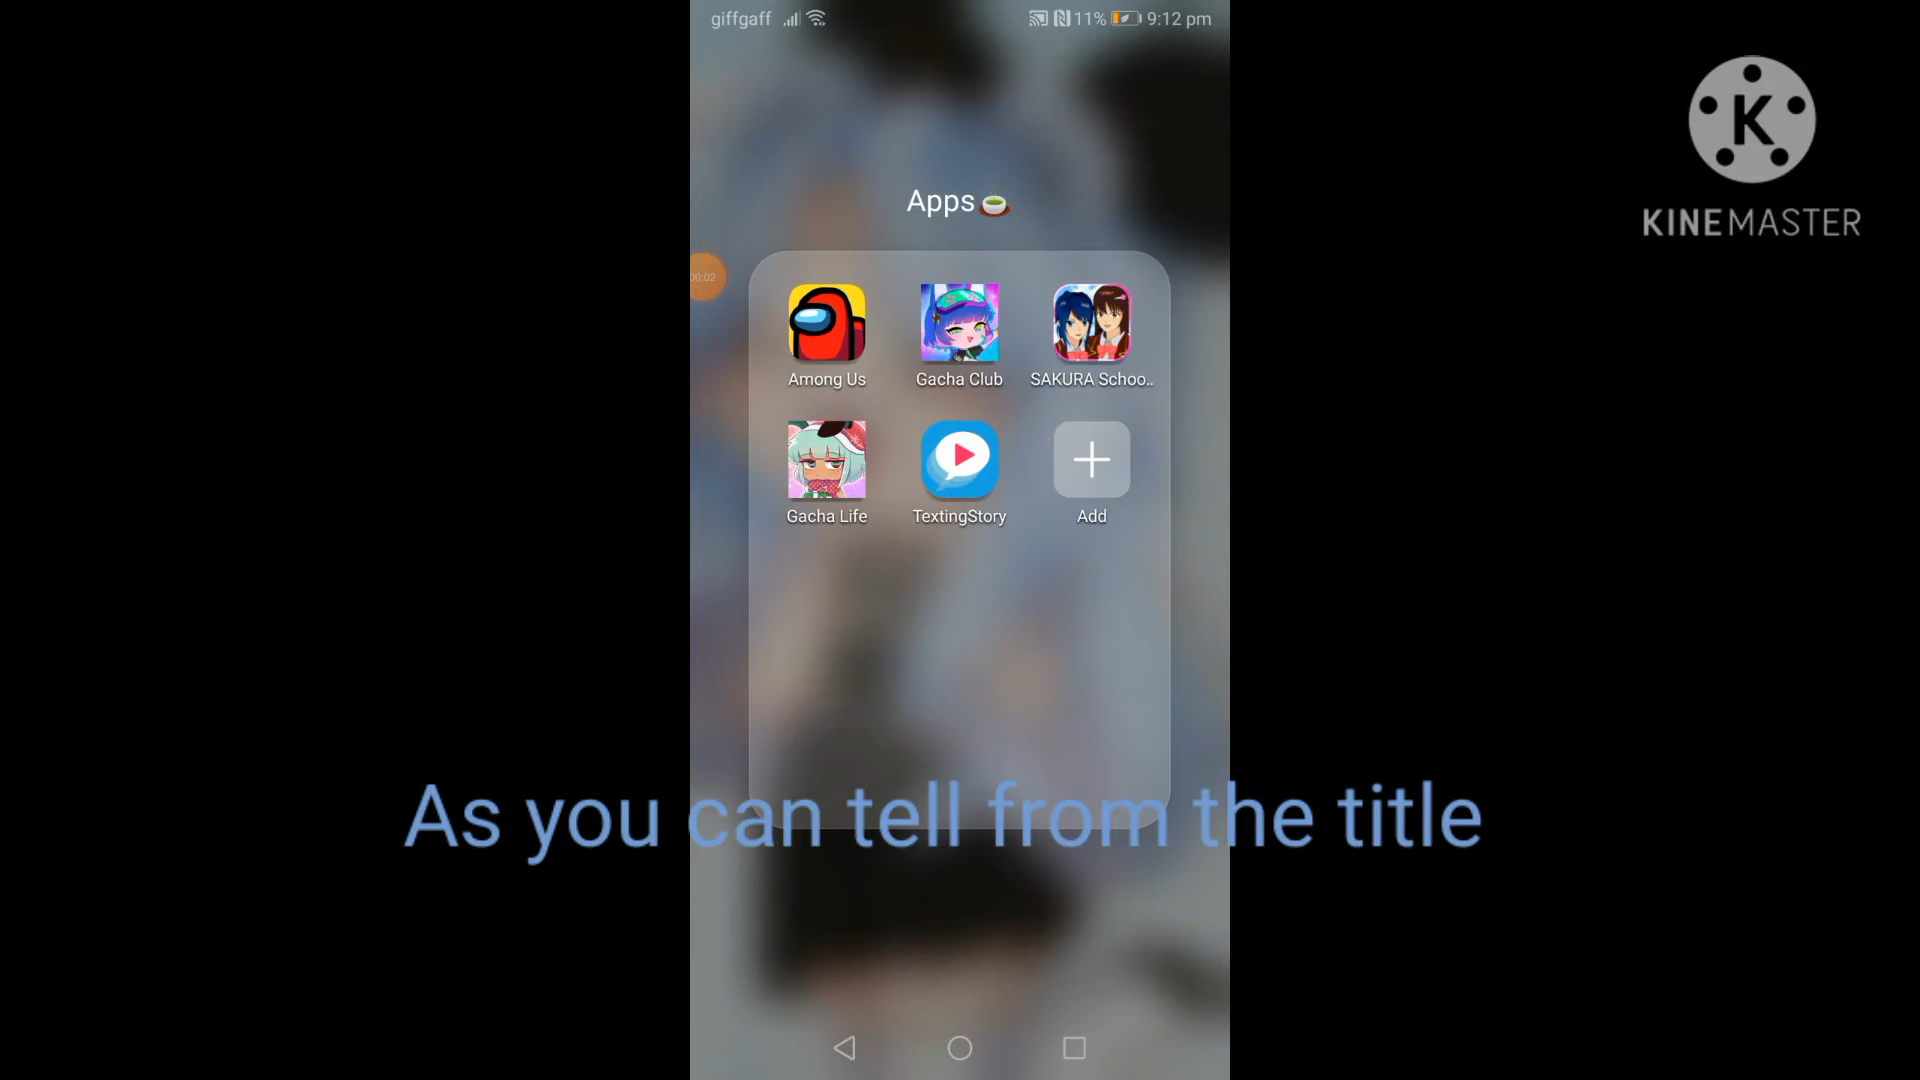 giffgaff 11% 9:12 pm
KINEMASTER
Apps
00:02
Among Us Gacha Club SAKURA Schoo..
Gacha Life TextingStory Add
As you can tell from the title